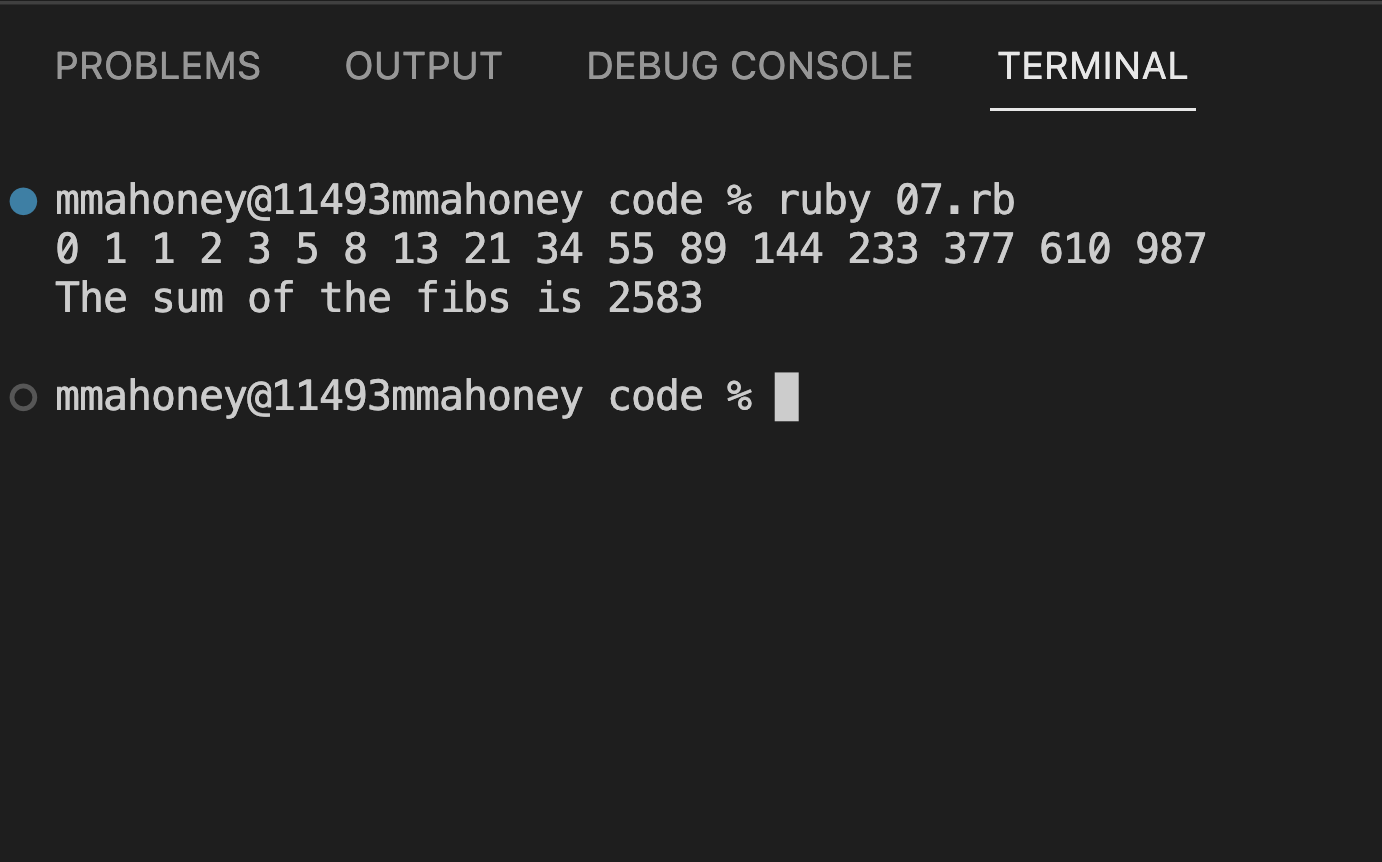 PROBLEMS OUTPUT DEBUG CONSOLE TERMINAL
mmahoney@11493mmahoney code % ruby 07.rb
0 1 1 2 3 5 8 13 21 34 55 89 144 233 377 610 987
The sum of the fibs is 2583
mmahoney@11493mmahoney code %